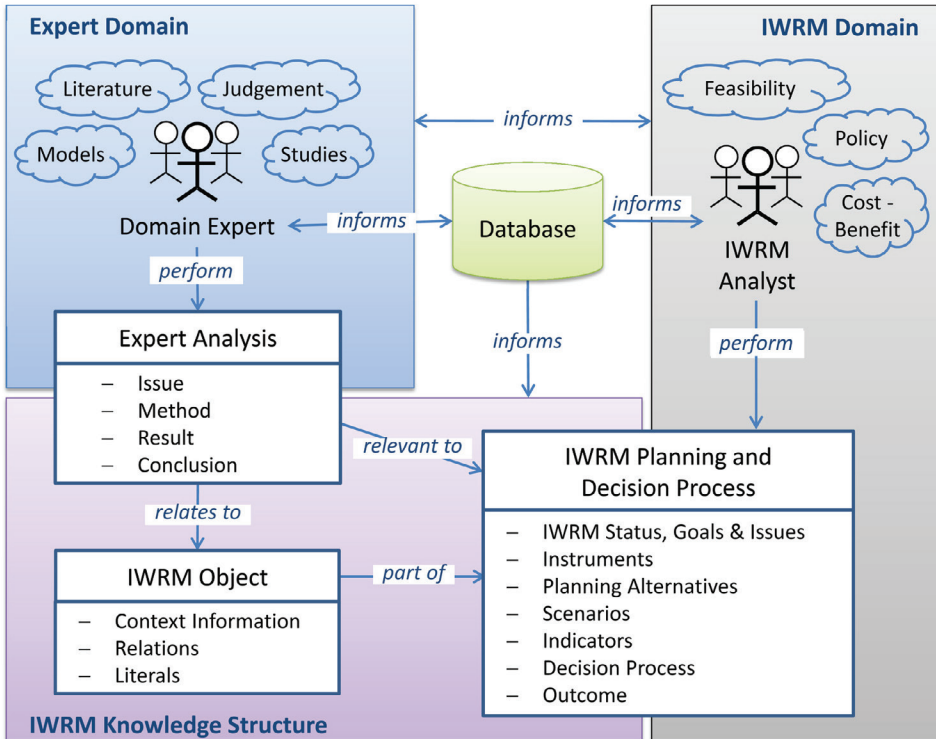 Expert Domain
Literature
Judgement
Models
Studies
Domain Expert
perform
Expert Analysis
– Issue
– Method
– Result
– Conclusion
relates to
IWRM Object
– Context Information
– Relations
– Literals
IWRM Knowledge Structure
informs
informs
Database
informs
informs
relevant to
part of
IWRM Domain
Feasibility
Policy
Cost -
Benefit
IWRM
Analyst
perform
IWRM Planning and
Decision Process
– IWRM Status, Goals & Issues
– Instruments
– Planning Alternatives
– Scenarios
– Indicators
– Decision Process
– Outcome